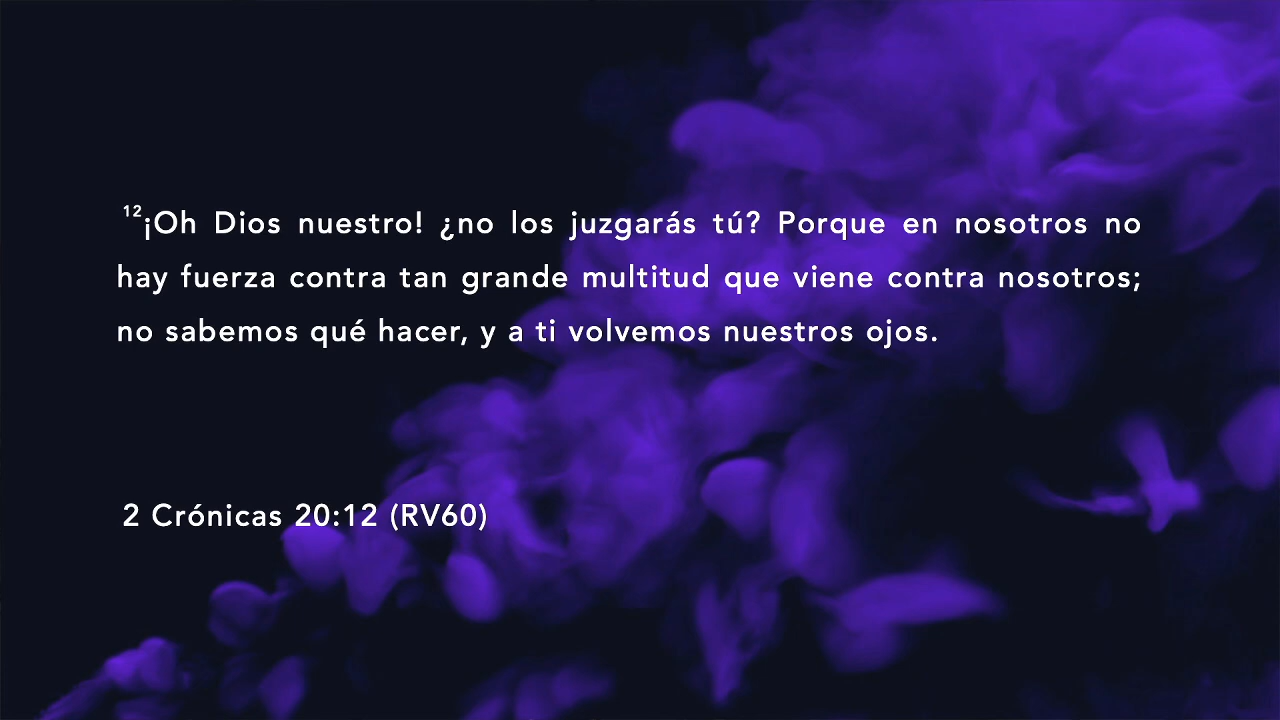 12¡Oh Dios nuestro! ¿no los juzgarás tú? Porque en nosotros no
hay fuerza contra tan grande multitud que viene contra nosotros;
no sabemos qué hacer, y a ti volvemos nuestros ojos.
2 Crónicas 20:12 (RV60)